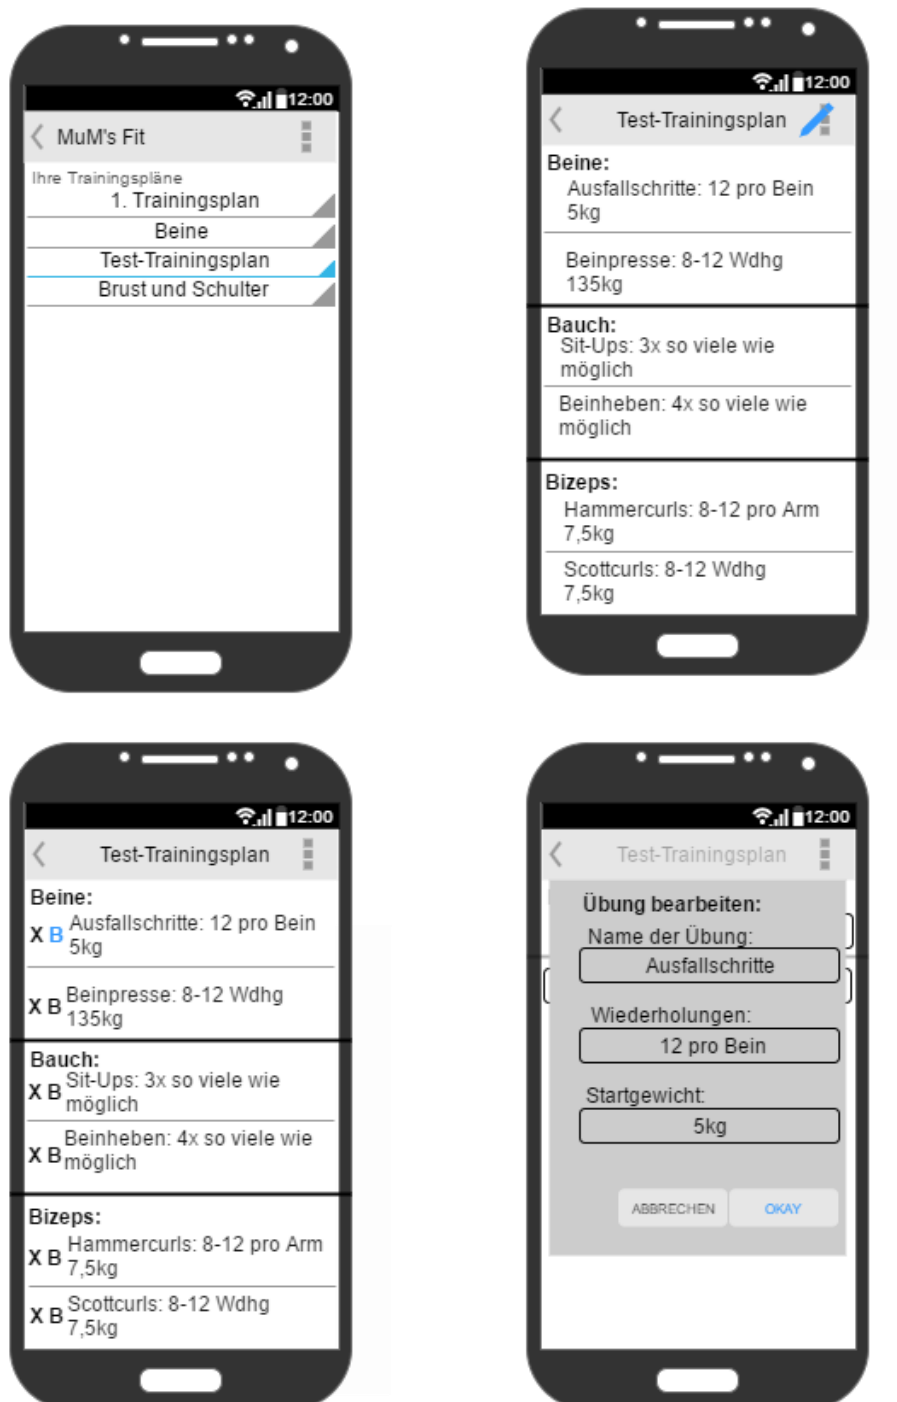 12:00
MuM's Fit
Ihre Trainingspläne
1. Trainingsplan
Beine
Test-Trainingsplan
Brust und Schulter
12:00
Test-Trainingsplan
Beine:
Ausfallschritte: 12 pro Bein
5kg
Beinpresse: 8-12 Wdhg
135kg
Bauch:
Sit-Ups: 3x so viele wie
möglich
Beinheben: 4x so viele wie
möglich
Bizeps:
Hammercurls: 8-12 pro Arm
7,5kg
Scottcurls: 8-12 Wdhg
7,5kg
12:00
Test-Trainingsplan
Beine:
X B Ausfallschritte: 12 pro Bein
5kg
X B Beinpresse: 8-12 Wdhg
135kg
Bauch:
X B Sit-Ups: 3x so viele wie
möglich
X B Beinheben: 4x so viele wie
möglich
Bizeps:
X B Hammercurls: 8-12 pro Arm
7,5kg
X B Scottcurls: 8-12 Wdhg
7,5kg
12:00
Test-Trainingsplan
Übung bearbeiten:
Name der Übung:
Ausfallschritte
Wiederholungen:
12 pro Bein
Startgewicht:
5kg
ABBRECHEN OKAY